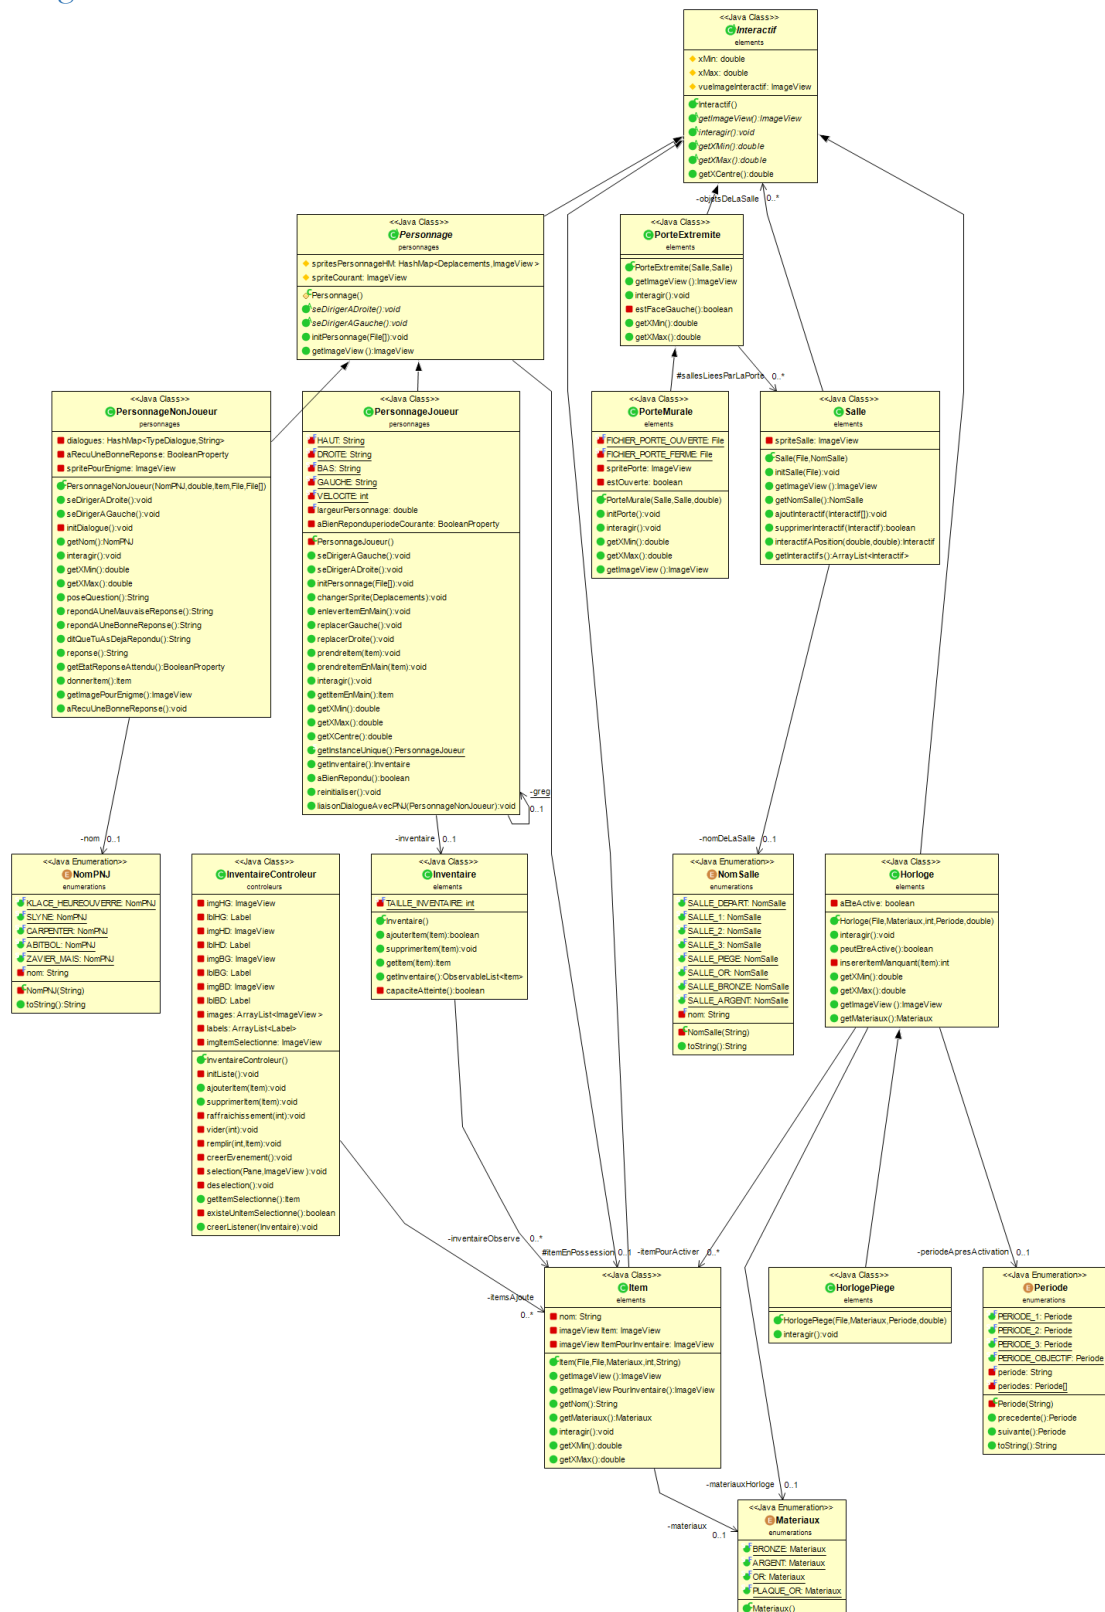 <<Java Class>>
Interactif
elements
xMin: double
xMax: double
vueImageInteractif: ImageView
Interactif()
getImageView():ImageView
interagir():void
getXMin():double
getXMax():double
getXCentre():double
-objetsDeLaSalle 0..*
<<Java Class>>
Personnage
personnages
spritesPersonnageHM: HashMap<Deplacements,ImageView>
spriteCourant: ImageView
Personnage()
seDirigerADroite():void
seDirigerAGauche():void
initPersonnage(File[]):void
getImageView():ImageView
<<Java Class>>
PorteExtremite
elements
PorteExtremite(Salle,Salle)
getImageView():ImageView
interagir():void
estFaceGauche():boolean
getXMin():double
getXMax():double
#sallesLieesParLaPorte 0..*
<<Java Class>>
PersonnageNonJoueur
personnages
dialogues: HashMap<TypeDialogue,String>
aRecuUneBonneReponse: BooleanProperty
spritePourEnigme: ImageView
PersonnageNonJoueur(NomPNJ,double,Item,File,File[])
seDirigerADroite():void
seDirigerAGauche():void
initDialogue():void
getNom():NomPNJ
interagir():void
getXMin():double
getXMax():double
poseQuestion():String
repondAUneMauvaiseReponse():String
repondAUneBonneReponse():String
ditQueTuAsDejaRepondu():String
reponse():String
getEtatReponseAttendu():BooleanProperty
donnerItem():Item
getImagePourEnigme():ImageView
aRecuUneBonneReponse():void
<<Java Class>>
PersonnageJoueur
personnages
HAUT: String
DROITE: String
BAS: String
GAUCHE: String
VELOCITE: int
largeurPersonnage: double
aBienReponduperiodeCourante: BooleanProperty
PersonnageJoueur()
seDirigerAGauche():void
seDirigerADroite():void
initPersonnage(File[]):void
changerSprite(Deplacements):void
enleverItemEnMain():void
replacerGauche():void
replacerDroite():void
prendreItem(Item):void
prendreItemEnMain(Item):void
interagir():void
getItemEnMain():Item
getXMin():double
getXMax():double
getXCentre():double
getInstanceUnique():PersonnageJoueur
getInventaire():Inventaire
aBienRepondu():boolean
reinitialiser():void
liaisonDialogueAvecPNJ(PersonnageNonJoueur):void
-greg
0..1
<<Java Class>>
PorteMurale
elements
FICHIER_PORTE_OUVERTE: File
FICHIER_PORTE_FERME: File
spritePorte: ImageView
estOuverte: boolean
PorteMurale(Salle,Salle,double)
initPorte():void
interagir():void
getXMin():double
getXMax():double
getImageView():ImageView
<<Java Class>>
Salle
elements
spriteSalle: ImageView
Salle(File,NomSalle)
initSalle(File):void
getImageView():ImageView
getNomSalle():NomSalle
ajoutInteractif(Interactif[]):void
supprimerInteractif(Interactif):boolean
interactifAPosition(double,double):Interactif
getInteractifs():ArrayList<Interactif>
-nom 0..1
-inventaire 0..1
-nomDeLaSalle 0..1
<<Java Enumeration>>
NomPNJ
enumerations
KLACE_HEUREOUVERRE: NomPNJ
SLYNE: NomPNJ
CARPENTER: NomPNJ
ABITBOL: NomPNJ
ZAVIER_MAIS: NomPNJ
nom: String
NomPNJ(String)
toString():String
<<Java Class>>
InventaireControleur
controleurs
imgHG: ImageView
lblHG: Label
imgHD: ImageView
lblHD: Label
imgBG: ImageView
lblBG: Label
imgBD: ImageView
lblBD: Label
images: ArrayList<ImageView>
labels: ArrayList<Label>
imgItemSelectionne: ImageView
InventaireControleur()
initListe():void
ajouterItem(Item):void
supprimerItem(Item):void
raffraichissement(int):void
vider(int):void
remplir(int,Item):void
creerEvenement():void
selection(Pane,ImageView):void
deselection():void
getItemSelectionne():Item
existeUnItemSelectionne():boolean
creerListener(Inventaire):void
<<Java Class>>
Inventaire
elements
TAILLE_INVENTAIRE: int
Inventaire()
ajouterItem(Item):boolean
supprimerItem(Item):void
getItem(Item):Item
getInventaire():ObservableList<Item>
capaciteAtteinte():boolean
<<Java Enumeration>>
NomSalle
enumerations
SALLE_DEPART: NomSalle
SALLE_1: NomSalle
SALLE_2: NomSalle
SALLE_3: NomSalle
SALLE_PIEGE: NomSalle
SALLE_OR: NomSalle
SALLE_BRONZE: NomSalle
SALLE_ARGENT: NomSalle
nom: String
NomSalle(String)
toString():String
<<Java Class>>
Horloge
elements
aEteActive: boolean
Horloge(File,Materiaux,int,Periode,double)
interagir():void
peutEtreActive():boolean
insererItemManquant(Item):int
getXMin():double
getXMax():double
getImageView():ImageView
getMateriaux():Materiaux
-inventaireObserve 0..*
#itemEnPossession 0..1
-itemPourActiver 0..*
-periodeApresActivation 0..1
-itemsAjoute
0..*
<<Java Class>>
Item
elements
nom: String
imageViewItem: ImageView
imageViewItemPourInventaire: ImageView
Item(File,File,Materiaux,int,String)
getImageView():ImageView
getImageViewPourInventaire():ImageView
getNom():String
getMateriaux():Materiaux
interagir():void
getXMin():double
getXMax():double
<<Java Class>>
HorlogePiege
elements
HorlogePiege(File,Materiaux,Periode,double)
interagir():void
<<Java Enumeration>>
Periode
enumerations
PERIODE_1: Periode
PERIODE_2: Periode
PERIODE_3: Periode
PERIODE_OBJECTIF: Periode
periode: String
periodes: Periode[]
Periode(String)
precedente():Periode
suivante():Periode
toString():String
-materiauxHorloge 0..1
-materiaux
0..1
<<Java Enumeration>>
Materiaux
enumerations
BRONZE: Materiaux
ARGENT: Materiaux
OR: Materiaux
PLAQUE_OR: Materiaux
Materiaux()